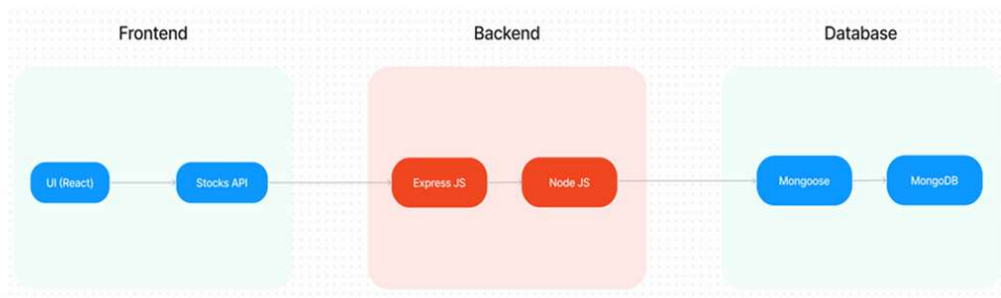 Frontend
Backend
Database
UI (React)
Stocks API
Express JS
Node JS
Mongoose
MongoDB